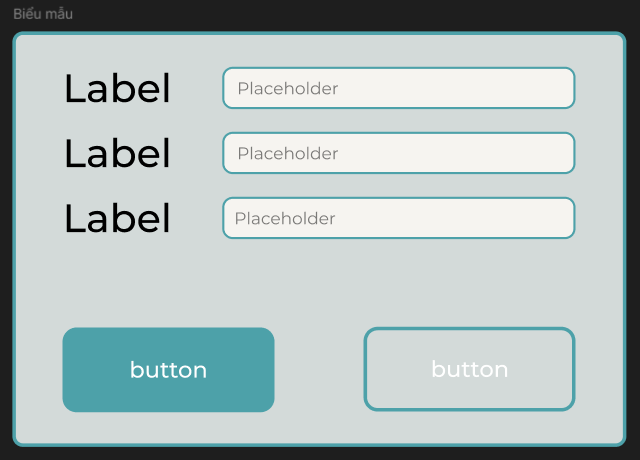 Biểu mẫu
Label
Placeholder
Label
Placeholder
Label
Placeholder
button
button